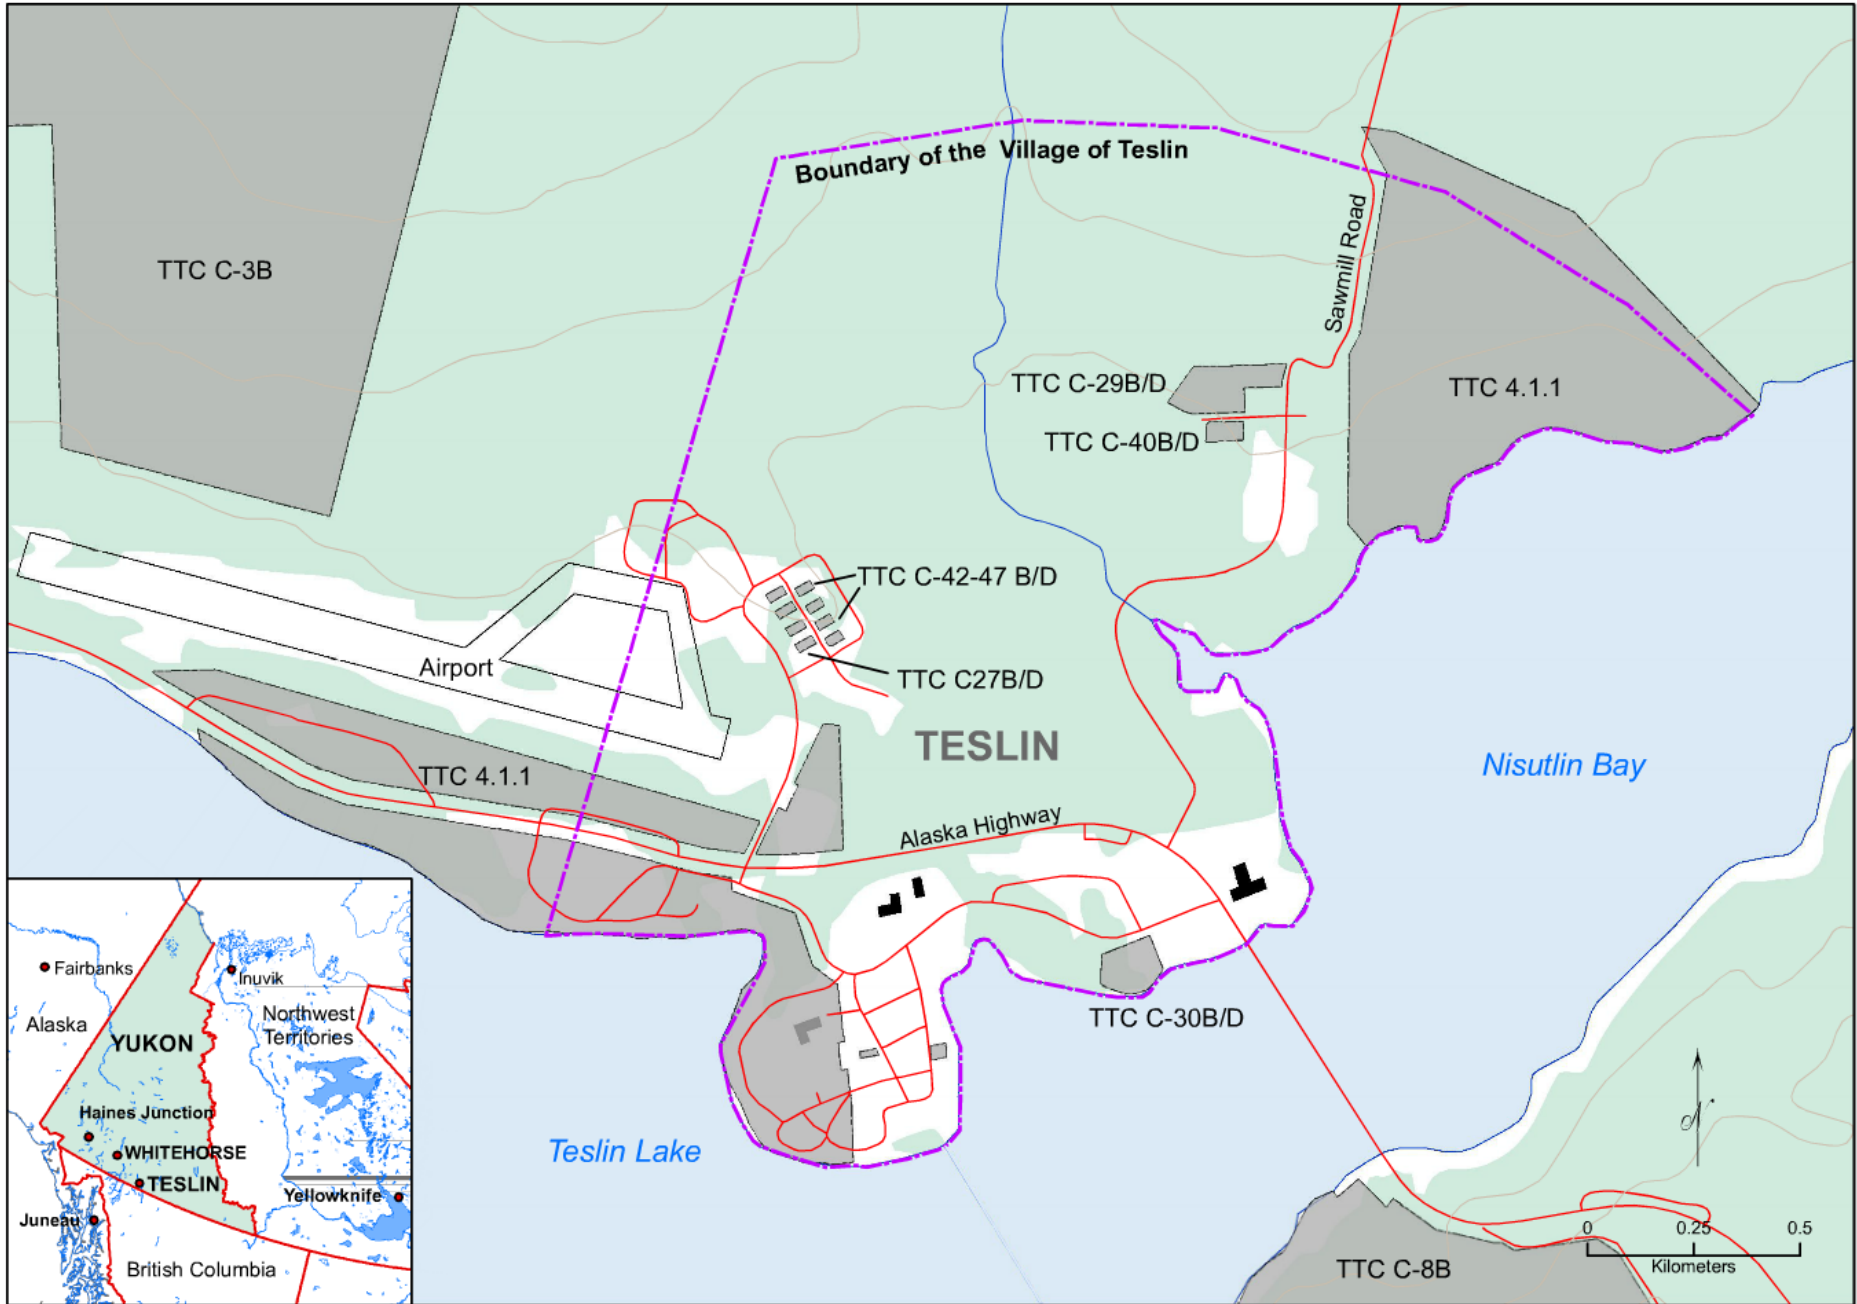 Boundary of the Village of Teslin
TTC C-3B
Sawmill Road
TTC C-29B/D
TTC 4.1.1
TTC C-40B/D
TTC C-42-47 B/D
Airport
TTC C27B/D
TESLIN
Nisutlin Bay
TTC 4.1.1
Alaska Highway
TTC C-30B/D
Teslin Lake
N
0 0.25 0.5
Kilometers
TTC C-8B
Fairbanks
Inuvik
Alaska
Northwest
Territories
YUKON
Haines Junction
WHITEHORSE
TESLIN
Yellowknife
Juneau
British Columbia